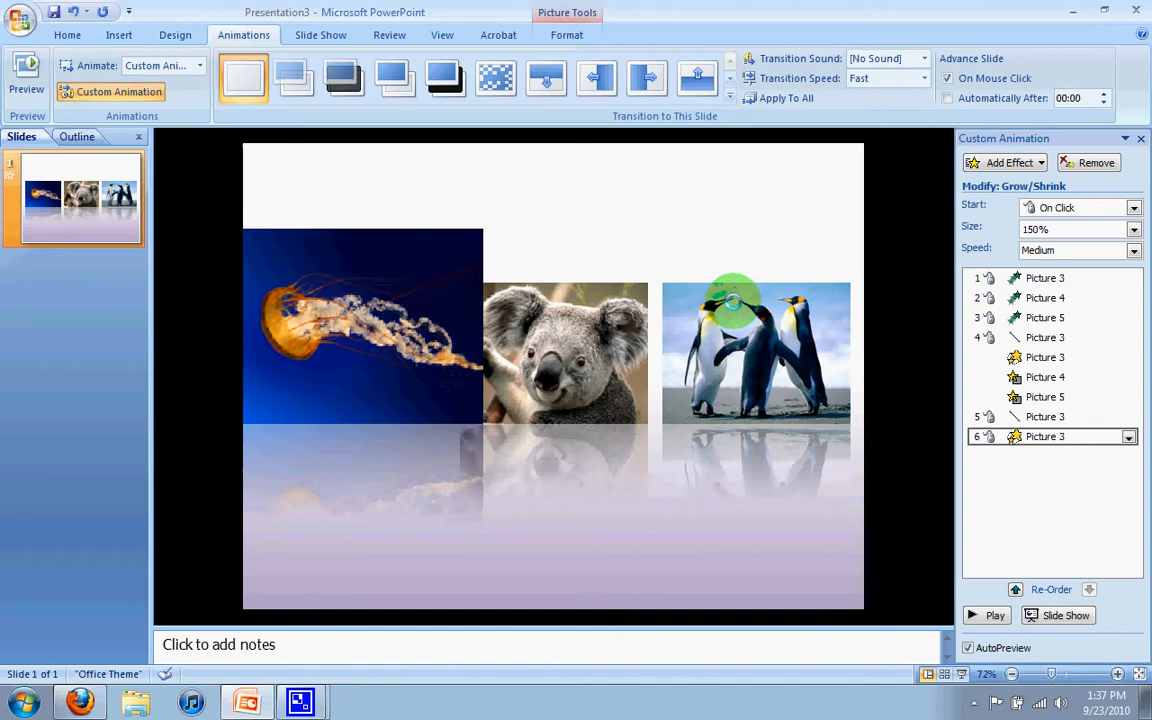 Presentation3 - Microsoft PowerPoint
Picture Tools
Home
Insert
Design
Animations
Slide Show
Review
View
Acrobat
Format
Preview
Animate:
Custom Ani...
Custom Animation
Transition Sound:
[No Sound]
Transition Speed:
Fast
Apply To All
Advance Slide
On Mouse Click
Automatically After:
00:00
Preview
Animations
Transition to This Slide
Slides
Outline
1
Custom Animation
Add Effect
Remove
Modify: Grow/Shrink
Start:
On Click
Size:
150%
Speed:
Medium
1 Picture 3
2 Picture 4
3 Picture 5
4 Picture 3
Picture 3
Picture 4
Picture 5
5 Picture 3
6 Picture 3
Re-Order
Play
Slide Show
AutoPreview
Click to add notes
Slide 1 of 1
"Office Theme"
72%
1:37 PM
9/23/2010